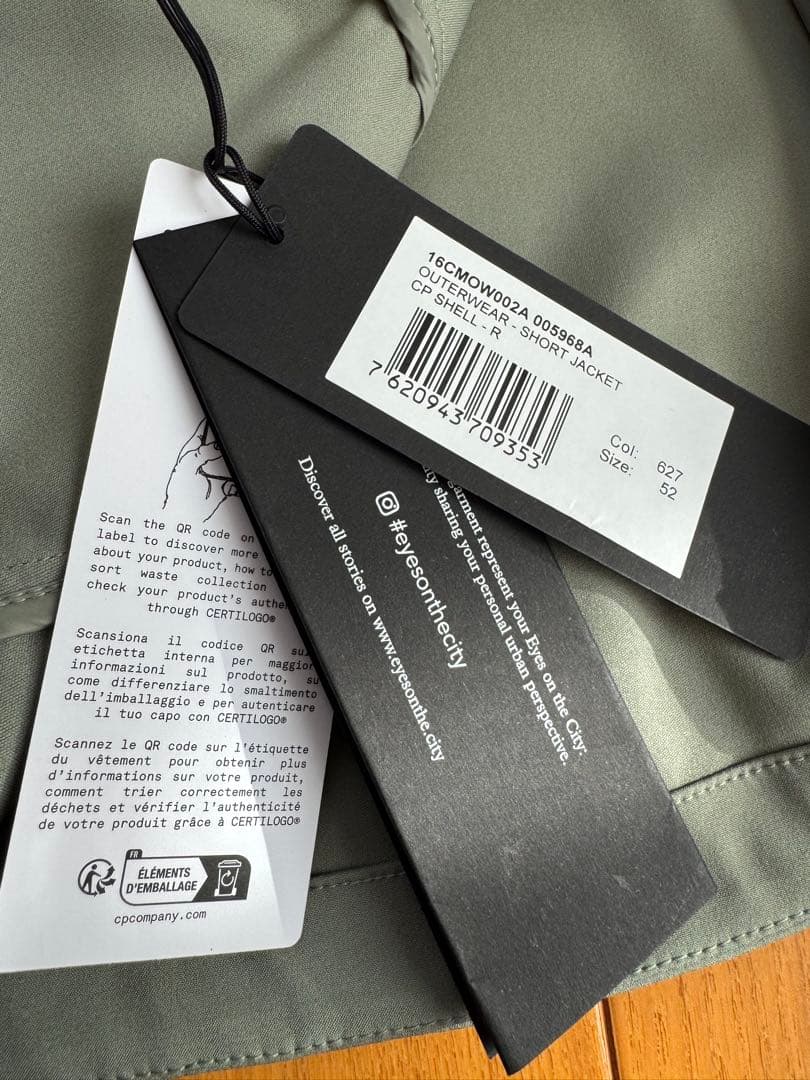 16CMOW002A 005968A
OUTERWEAR - SHORT JACKET
CP SHELL - R
7 620943 709353
Col: 627
Size: 52
garment represent your Eyes on the City:
sharing your personal urban perspective.
#eyesonthecity
Discover all stories on www.eyesonthe.city
Scan the QR code on
label to discover more
about your product, how to
sort waste collection
check your product's
through CERTILOGO®
Scansiona il codice QR
etichetta interna per maggior
informazioni sul prodotto, su
come differenziare lo smaltimento
dell'imballaggio e per autenticare
il tuo capo con CERTILOGO®
Scannez le QR code sur l'étiquette
du vêtement pour obtenir plus
d'informations sur votre produit,
comment trier correctement les
déchets et vérifier l'authenticité
de votre produit grâce à CERTILOGO®
FR
ÉLÉMENTS
D'EMBALLAGE
cpcompany.com